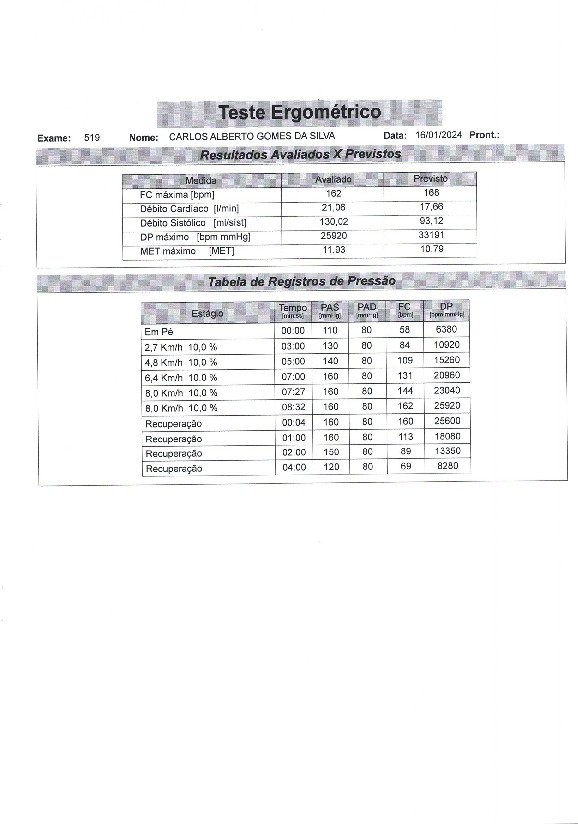 Teste Ergométrico
Exame: 519 Nome: CARLOS ALBERTO GOMES DA SILVA Data: 16/01/2024 Pront.:
Resultados Avaliados X Previstos
Medida Avaliado Previsto
FC máxima [bpm] 162 168
Débito Cardíaco [l/min] 21,06 17,66
Débito Sistólico [ml/sist] 130,02 93,12
DP máximo [bpm mmHg] 25920 33191
MET máximo [MET] 11,93 10,79
Tabela de Registros de Pressão
Estágio Tempo PAS PAD FC DP
[mm:ss] [mmHg] [mmHg] [bpm] [bpm mmHg]
Em Pé 00:00 110 80 58 6380
2,7 Km/h 10,0 % 03:00 130 80 84 10920
4,8 Km/h 10,0 % 05:00 140 80 109 15260
6,4 Km/h 10,0 % 07:00 160 80 131 20960
8,0 Km/h 10,0 % 07:27 160 80 144 23040
8,0 Km/h 10,0 % 08:32 160 80 162 25920
Recuperação 00:04 160 80 160 25600
Recuperação 01:00 160 80 113 18080
Recuperação 02:00 150 80 89 13350
Recuperação 04:00 120 80 69 8280